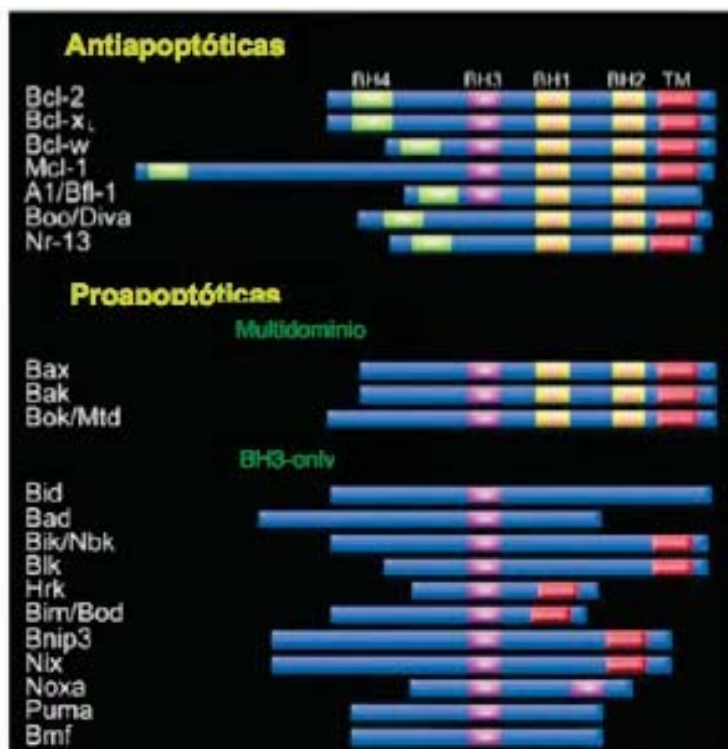 Antiapoptóticas
BH4 BH3 BH1 BH2 TM
Bcl-2
Bcl-xL
Bcl-w
Mcl-1
A1/Bfl-1
Boo/Diva
Nr-13
Proapoptóticas
Multidominio
Bax
Bak
Bok/Mtd
BH3-only
Bid
Bad
Bik/Nbk
Blk
Hrk
Bim/Bod
Bnip3
Nix
Noxa
Puma
Bmf